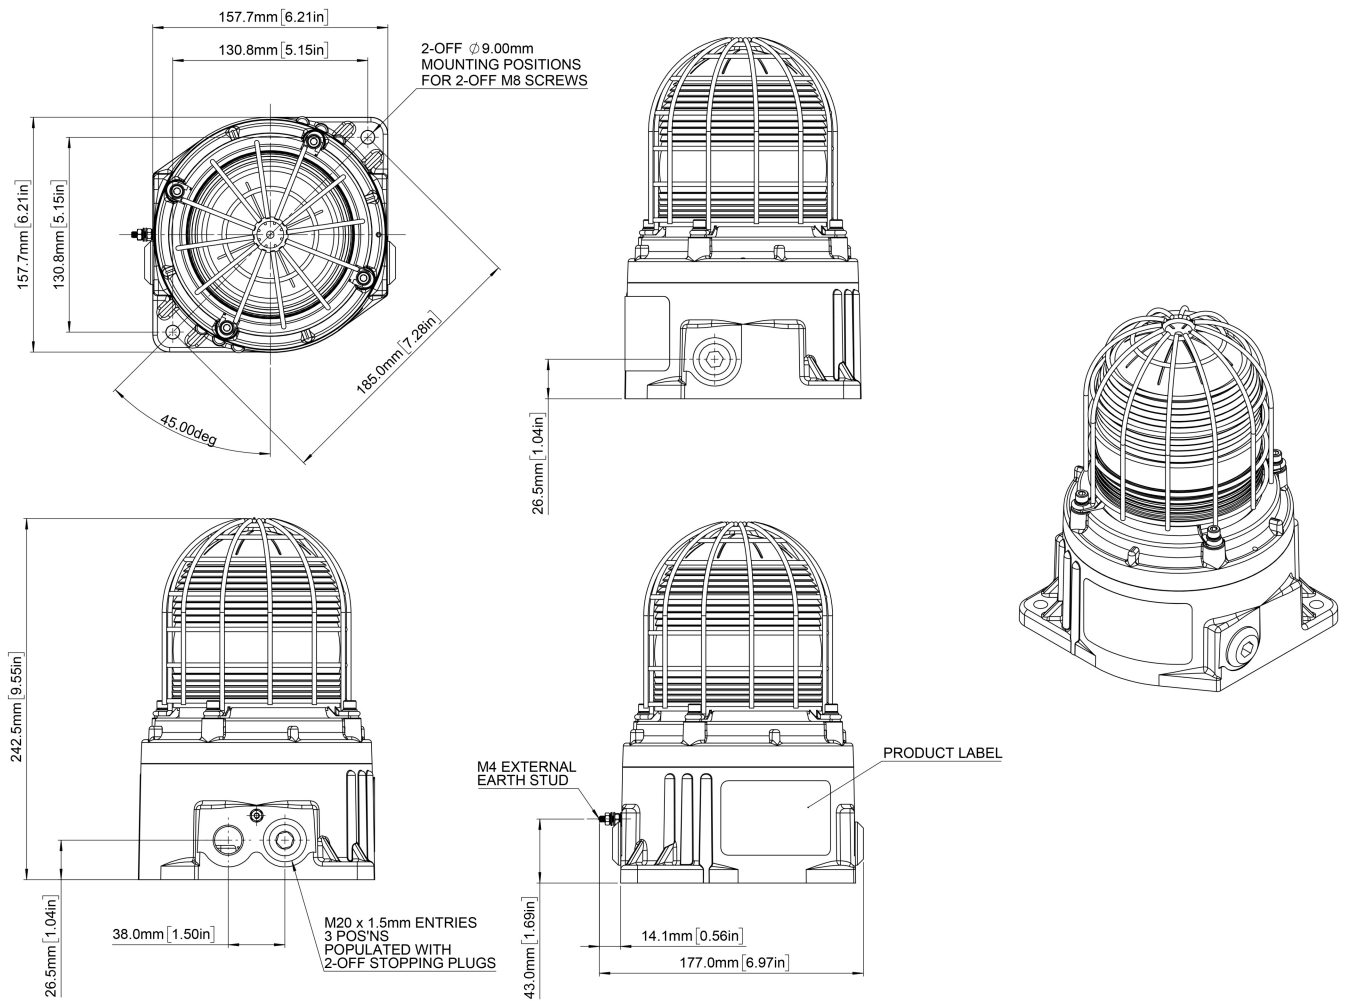 157.7mm[6.21in]
130.8mm[5.15in]
2-OFF ∅9.00mm
MOUNTING POSITIONS
FOR 2-OFF M8 SCREWS
157.7mm[6.21in]
130.8mm[5.15in]
185.0mm[7.28in]
45.00deg
26.5mm[1.04in]
242.5mm[9.55in]
26.5mm[1.04in]
38.0mm[1.50in]
M20 x 1.5mm ENTRIES
3 POS'NS
POPULATED WITH
2-OFF STOPPING PLUGS
M4 EXTERNAL
EARTH STUD
PRODUCT LABEL
43.0mm[1.69in]
14.1mm[0.56in]
177.0mm[6.97in]